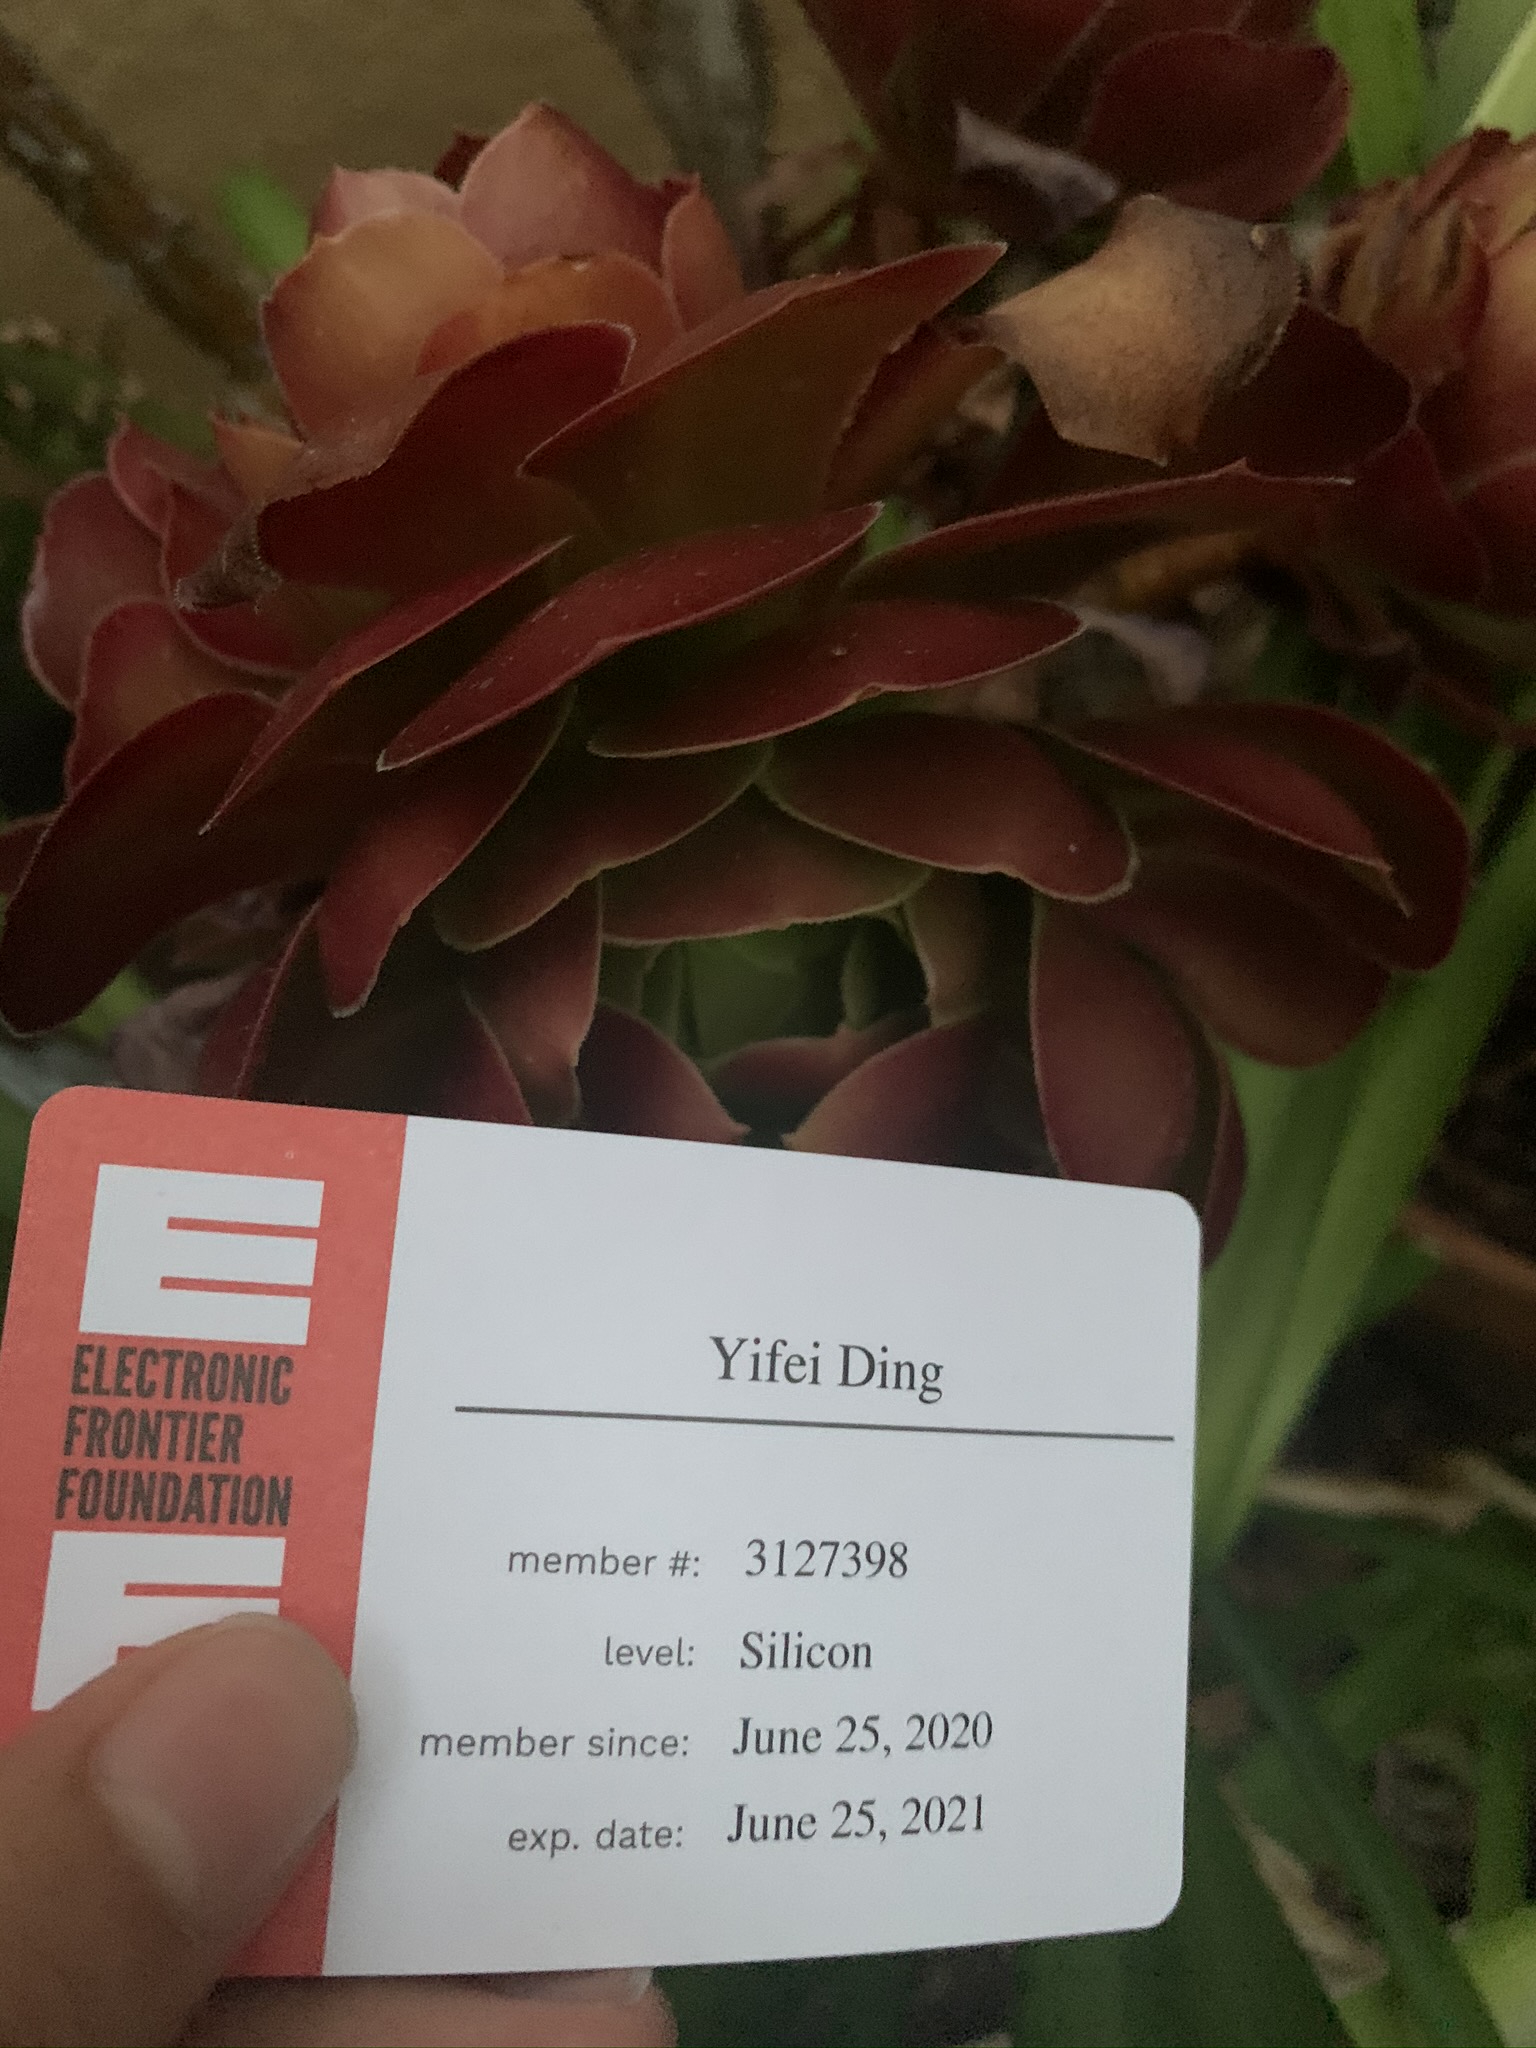 E
ELECTRONIC
FRONTIER
FOUNDATION
Yifei Ding
member #: 3127398
level: Silicon
member since: June 25, 2020
exp. date: June 25, 2021